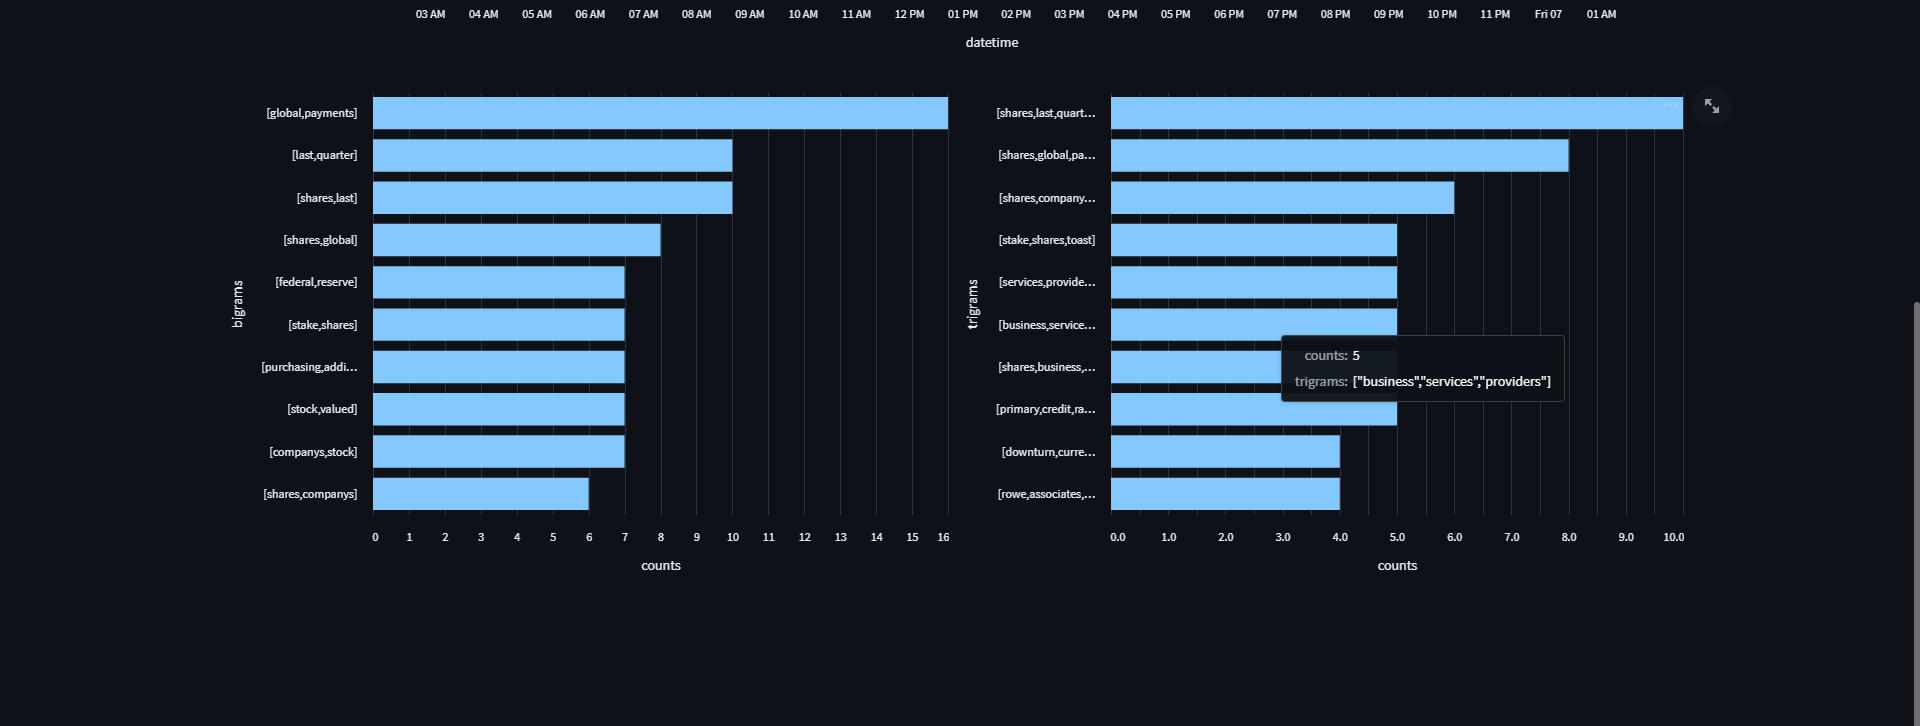 03 AM 04 AM 05 AM 06 AM 07 AM 08 AM 09 AM 10 AM 11 AM 12 PM 01 PM 02 PM 03 PM 04 PM 05 PM 06 PM 07 PM 08 PM 09 PM 10 PM 11 PM Fri 07 01 AM
datetime
bigrams
[global,payments]
[last,quarter]
[shares,last]
[shares,global]
[federal,reserve]
[stake,shares]
[purchasing,addi…
[stock,valued]
[companys,stock]
[shares,companys]
0 1 2 3 4 5 6 7 8 9 10 11 12 13 14 15 16
counts
trigrams
[shares,last,quart…
[shares,global,pa…
[shares,company…
[stake,shares,toast]
[services,provide…
[business,service…
[shares,business,…
[primary,credit,ra…
[downturn,curre…
[rowe,associates,…
counts: 5
trigrams: ["business","services","providers"]
0.0 1.0 2.0 3.0 4.0 5.0 6.0 7.0 8.0 9.0 10.0
counts